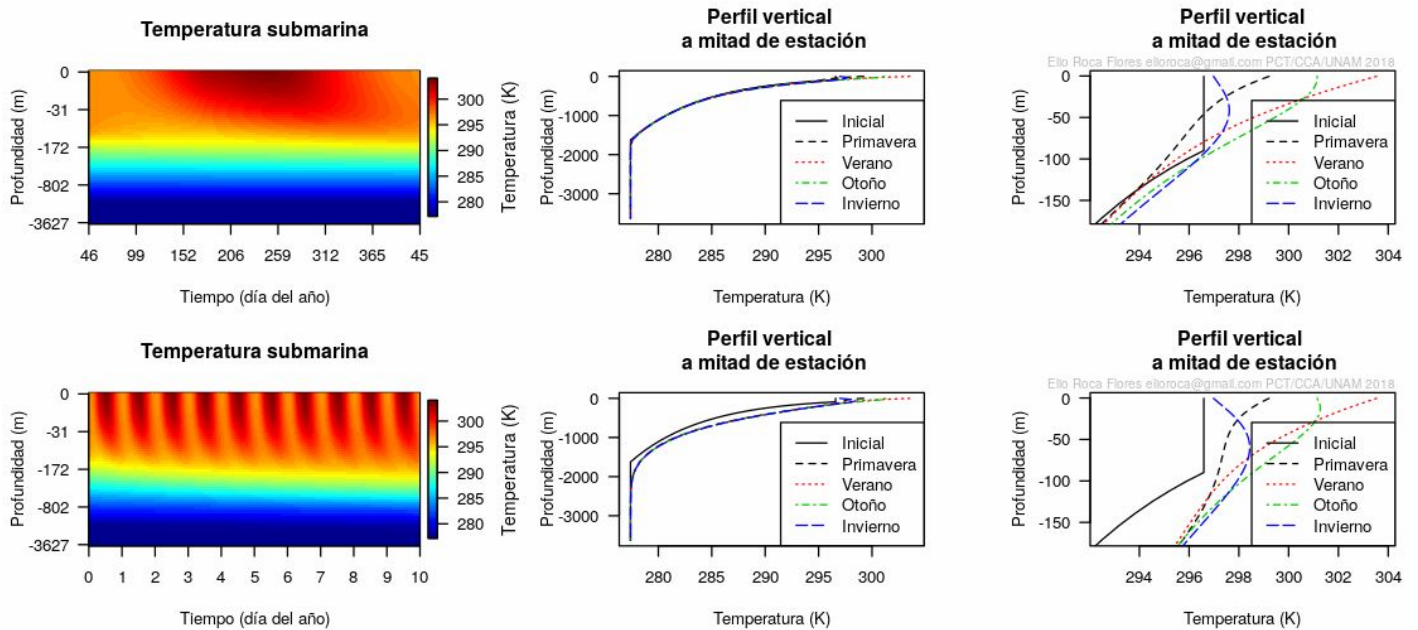 Temperatura submarina
Profundidad (m)
0
-31
-172
-802
-3627
46 99 152 206 259 312 365 45
Tiempo (día del año)
300
295
290
285
280
Temperatura (K)
Perfil vertical
a mitad de estación
Profundidad (m)
0
-1000
-2000
-3000
280 285 290 295 300
Temperatura (K)
Inicial
Primavera
Verano
Otoño
Invierno
Perfil vertical
a mitad de estación
Elio Roca Flores elioroca@gmail.com PCT/CCA/UNAM 2018
Profundidad (m)
0
-50
-100
-150
294 296 298 300 302 304
Temperatura (K)
Inicial
Primavera
Verano
Otoño
Invierno
Temperatura submarina
Profundidad (m)
0
-31
-172
-802
-3627
0 1 2 3 4 5 6 7 8 9 10
Tiempo (día del año)
300
295
290
285
280
Temperatura (K)
Perfil vertical
a mitad de estación
Profundidad (m)
0
-1000
-2000
-3000
280 285 290 295 300
Temperatura (K)
Inicial
Primavera
Verano
Otoño
Invierno
Perfil vertical
a mitad de estación
Elio Roca Flores elioroca@gmail.com PCT/CCA/UNAM 2018
Profundidad (m)
0
-50
-100
-150
294 296 298 300 302 304
Temperatura (K)
Inicial
Primavera
Verano
Otoño
Invierno